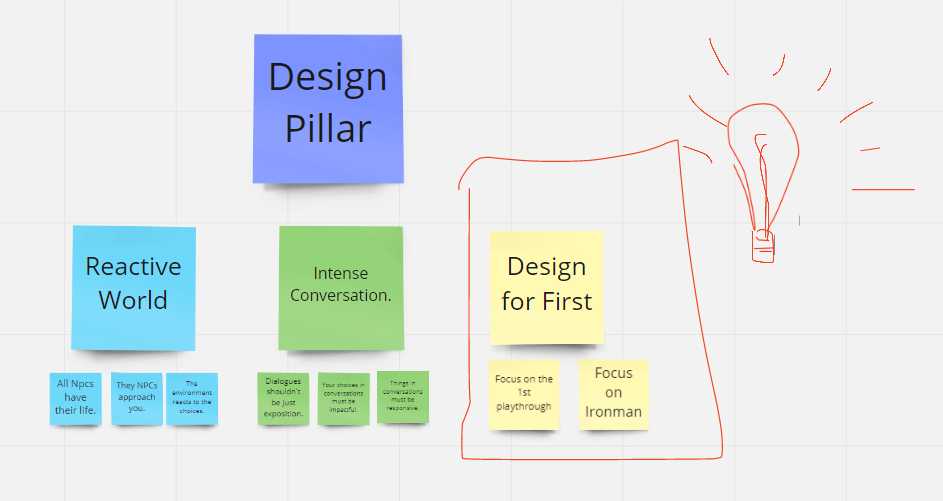 Design
Pillar
Reactive
World
Intense
Conversation.
Design
for First
All Npcs
have
their life.
They NPCs
approach
you.
The
environment
reacts to the
choices.
Dialogues
shouldn't
be just
exposition.
Your choices in
conversations
must be
impactful.
Things in
conversations
must be
responsive.
Focus on the
1st
playthrough
Focus
on
Ironman